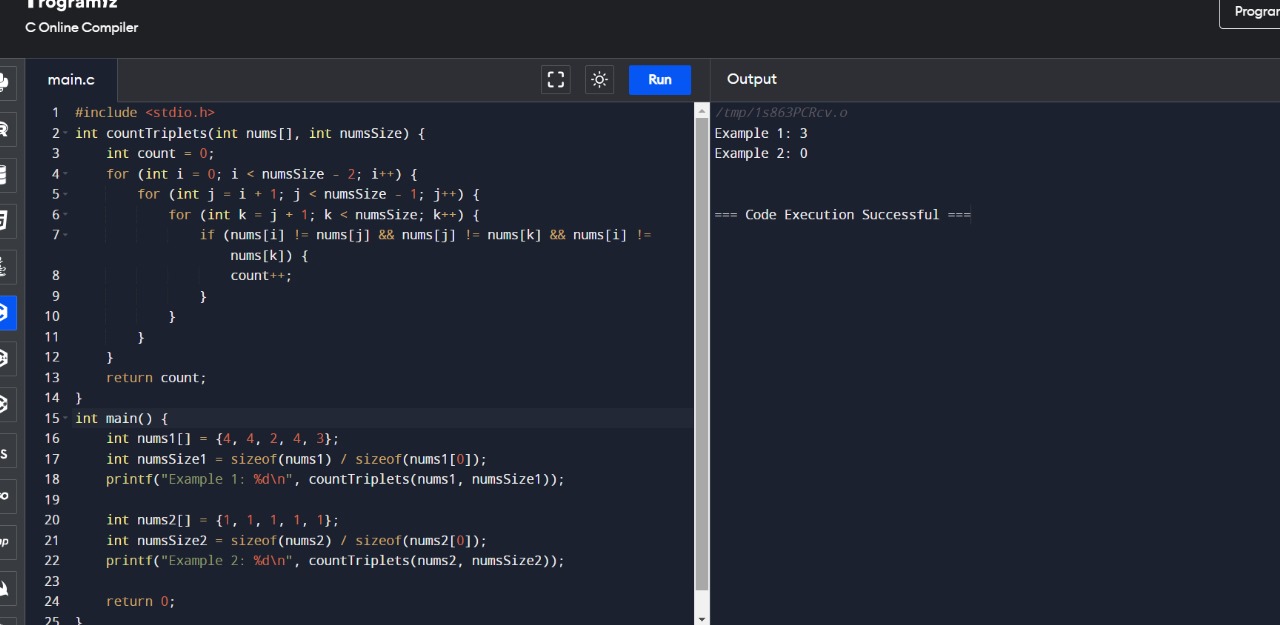 Programiz
C Online Compiler
Program
main.c
Run
Output
1 #include <stdio.h>
2 int countTriplets(int nums[], int numsSize) {
3 int count = 0;
4 for (int i = 0; i < numsSize - 2; i++) {
5 for (int j = i + 1; j < numsSize - 1; j++) {
6 for (int k = j + 1; k < numsSize; k++) {
7 if (nums[i] != nums[j] && nums[j] != nums[k] && nums[i] !=
nums[k]) {
8 count++;
9 }
10 }
11 }
12 }
13 return count;
14 }
15 int main() {
16 int nums1[] = {4, 4, 2, 4, 3};
17 int numsSize1 = sizeof(nums1) / sizeof(nums1[0]);
18 printf("Example 1: %d\n", countTriplets(nums1, numsSize1));
19
20 int nums2[] = {1, 1, 1, 1, 1};
21 int numsSize2 = sizeof(nums2) / sizeof(nums2[0]);
22 printf("Example 2: %d\n", countTriplets(nums2, numsSize2));
23
24 return 0;
25 }
/tmp/1s863PCRcv.o
Example 1: 3
Example 2: 0
=== Code Execution Successful ===